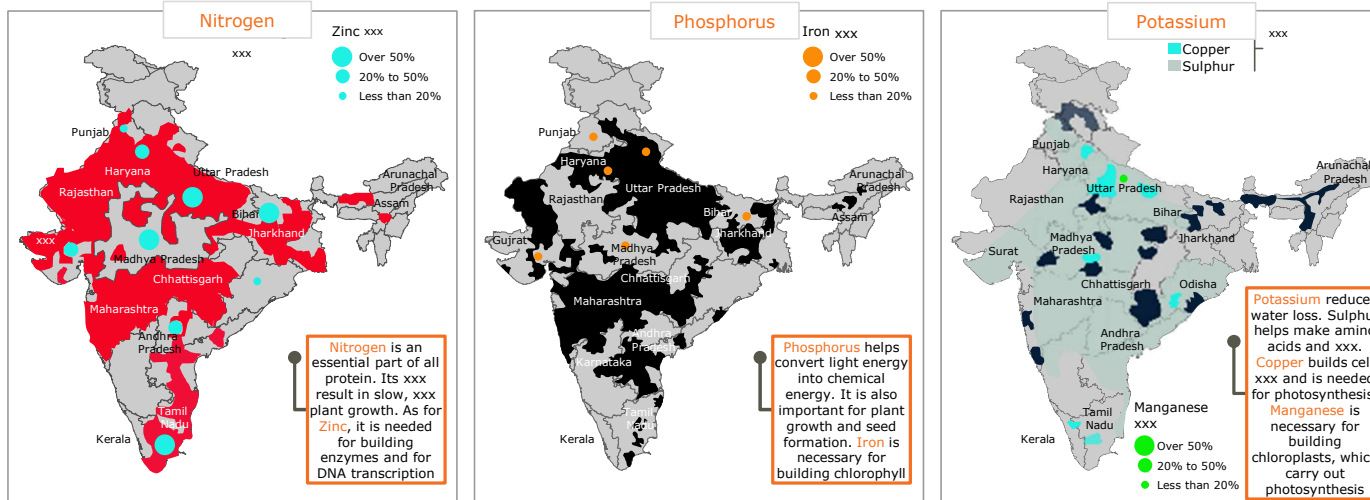 Nitrogen
xxx
Zinc xxx
Over 50%
20% to 50%
Less than 20%
Punjab
Haryana
Uttar Pradesh
Rajasthan
Arunachal
Pradesh
Assam
Bihar
Jharkhand
xxx
Madhya Pradesh
Chhattisgarh
Maharashtra
Andhra
Pradesh
Tamil
Nadu
Kerala
Nitrogen is an
essential part of all
protein. Its xxx
result in slow, xxx
plant growth. As for
Zinc, it is needed
for building
enzymes and for
DNA transcription
Phosphorus
Iron xxx
Over 50%
20% to 50%
Less than 20%
Punjab
Haryana
Uttar Pradesh
Rajasthan
Arunachal
Pradesh
Assam
Bihar
Jharkhand
Gujrat
Madhya
Pradesh
Chhattisgarh
Maharashtra
Andhra
Pradesh
Karnataka
Tamil
Nadu
Kerala
Phosphorus helps
convert light energy
into chemical
energy. It is also
important for plant
growth and seed
formation. Iron is
necessary for
building chlorophyll
Potassium
xxx
Copper
Sulphur
Punjab
Haryana
Uttar Pradesh
Rajasthan
Arunachal
Pradesh
Assam
Bihar
Jharkhand
Surat
Madhya
Pradesh
Chhattisgarh
Odisha
Maharashtra
Andhra
Pradesh
Tamil
Nadu
Kerala
Manganese
xxx
Over 50%
20% to 50%
Less than 20%
Potassium reduce
water loss. Sulphu
helps make amino
acids and xxx.
Copper builds cel
xxx and is needed
for photosynthesis
Manganese is
necessary for
building
chloroplasts, whic
carry out
photosynthesis